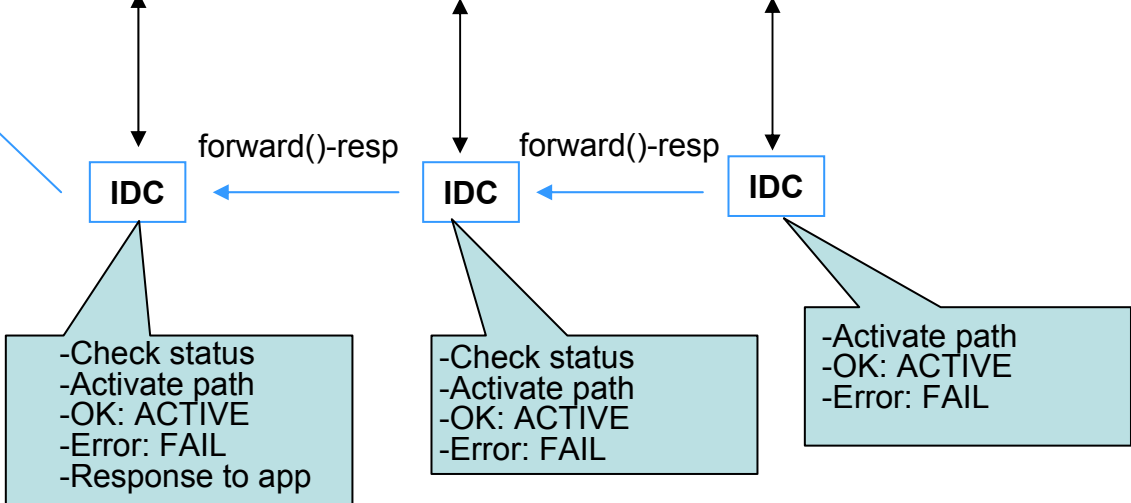 forward()-resp
forward()-resp
IDC
IDC
IDC
-Check status
-Activate path
-OK: ACTIVE
-Error: FAIL
-Response to app
-Check status
-Activate path
-OK: ACTIVE
-Error: FAIL
-Activate path
-OK: ACTIVE
-Error: FAIL